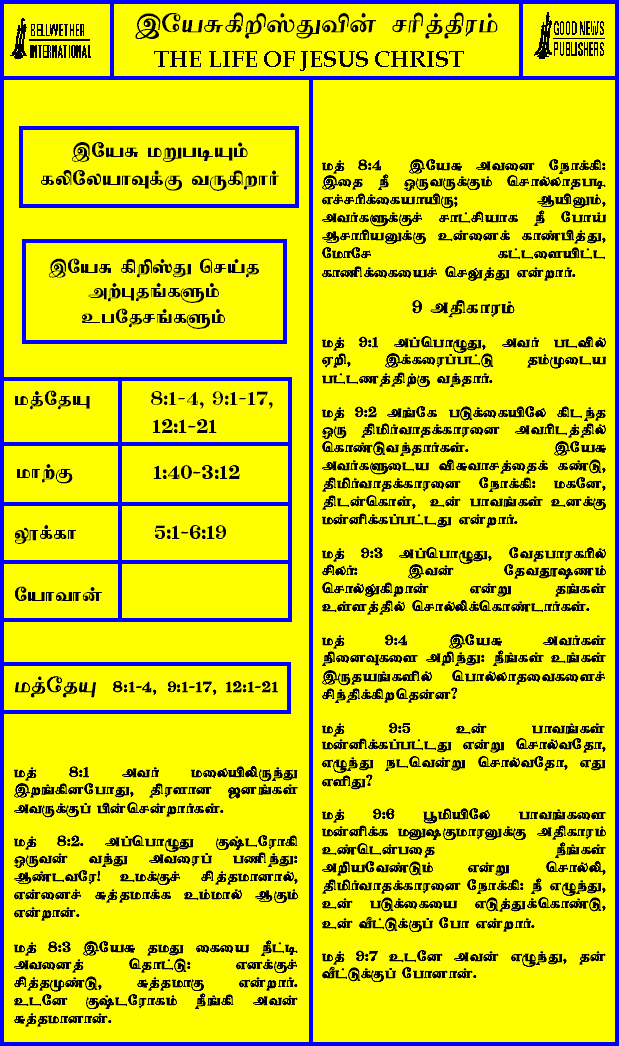 BELLWETHER
INTERNATIONAL
இயேசுகிறிஸ்துவின் சரித்திரம்
THE LIFE OF JESUS CHRIST
GOOD NEWS
PUBLISHERS
இயேசு மறுபடியும்
கலிலேயாவுக்கு வருகிறார்
இயேசு கிறிஸ்து செய்த
அற்புதங்களும்
உபதேசங்களும்
மத்தேயு 8:1-4, 9:1-17,
12:1-21
மாற்கு 1:40-3:12
லூக்கா 5:1-6:19
யோவான்
மத்தேயு 8:1-4, 9:1-17, 12:1-21
மத் 8:1 அவர் மலையிலிருந்து
இறங்கினபோது, திரளான ஜனங்கள்
அவருக்குப் பின்சென்றார்கள்.
மத் 8:2. அப்பொழுது குஷ்டரோகி
ஒருவன் வந்து அவரைப் பணிந்து:
ஆண்டவரே! உமக்குச் சித்தமானால்,
என்னைச் சுத்தமாக்க உம்மால் ஆகும்
என்றான்.
மத் 8:3 இயேசு தமது கையை நீட்டி
அவனைத் தொட்டு: எனக்குச்
சித்தமுண்டு, சுத்தமாகு என்றார்.
உடனே குஷ்டரோகம் நீங்கி அவன்
சுத்தமானான்.
மத் 8:4 இயேசு அவனை நோக்கி:
இதை நீ ஒருவருக்கும் சொல்லாதபடி
எச்சரிக்கையாயிரு; ஆயினும்,
அவர்களுக்குச் சாட்சியாக நீ போய்
ஆசாரியனுக்கு உன்னைக் காண்பித்து,
மோசே கட்டளையிட்ட
காணிக்கையைச் செலுத்து என்றார்.
9 அதிகாரம்
மத் 9:1 அப்பொழுது, அவர் படவில்
ஏறி, இக்கரைப்பட்டு தம்முடைய
பட்டணத்திற்கு வந்தார்.
மத் 9:2 அங்கே படுக்கையிலே கிடந்த
ஒரு திமிர்வாதக்காரனை அவரிடத்தில்
கொண்டுவந்தார்கள். இயேசு
அவர்களுடைய விசுவாசத்தைக் கண்டு,
திமிர்வாதக்காரனை நோக்கி: மகனே,
திடன்கொள், உன் பாவங்கள் உனக்கு
மன்னிக்கப்பட்டது என்றார்.
மத் 9:3 அப்பொழுது, வேதபாரகரில்
சிலர்: இவன் தேவதூஷணம்
சொல்லுகிறான் என்று தங்கள்
உள்ளத்தில் சொல்லிக்கொண்டார்கள்.
மத் 9:4 இயேசு அவர்கள்
நினைவுகளை அறிந்து: நீங்கள் உங்கள்
இருதயங்களில் பொல்லாதவைகளைச்
சிந்திக்கிறதென்ன?
மத் 9:5 உன் பாவங்கள்
மன்னிக்கப்பட்டது என்று சொல்வதோ,
எழுந்து நடவென்று சொல்வதோ, எது
எளிது?
மத் 9:6 பூமியிலே பாவங்களை
மன்னிக்க மனுஷகுமாரனுக்கு அதிகாரம்
உண்டென்பதை நீங்கள்
அறியவேண்டும் என்று சொல்லி,
திமிர்வாதக்காரனை நோக்கி: நீ எழுந்து,
உன் படுக்கையை எடுத்துக்கொண்டு,
உன் வீட்டுக்குப் போ என்றார்.
மத் 9:7 உடனே அவன் எழுந்து, தன்
வீட்டுக்குப் போனான்.